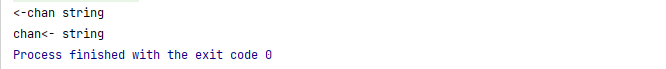 <-chan string
chan<- string
Process finished with the exit code 0